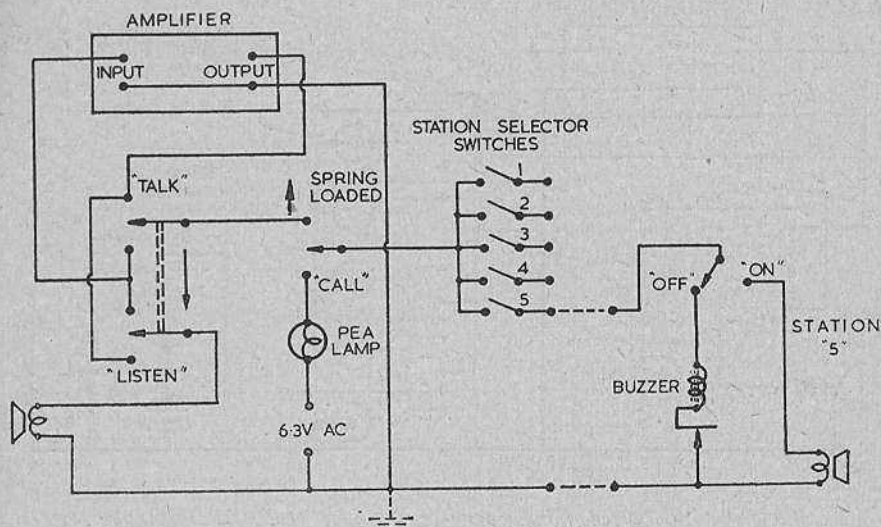 AMPLIFIER
INPUT
OUTPUT
"TALK"
SPRING
LOADED
STATION SELECTOR
SWITCHES
1
2
3
4
5
"CALL"
"OFF"
"ON"
STATION
"5"
PEA
LAMP
"LISTEN"
BUZZER
6·3V AC